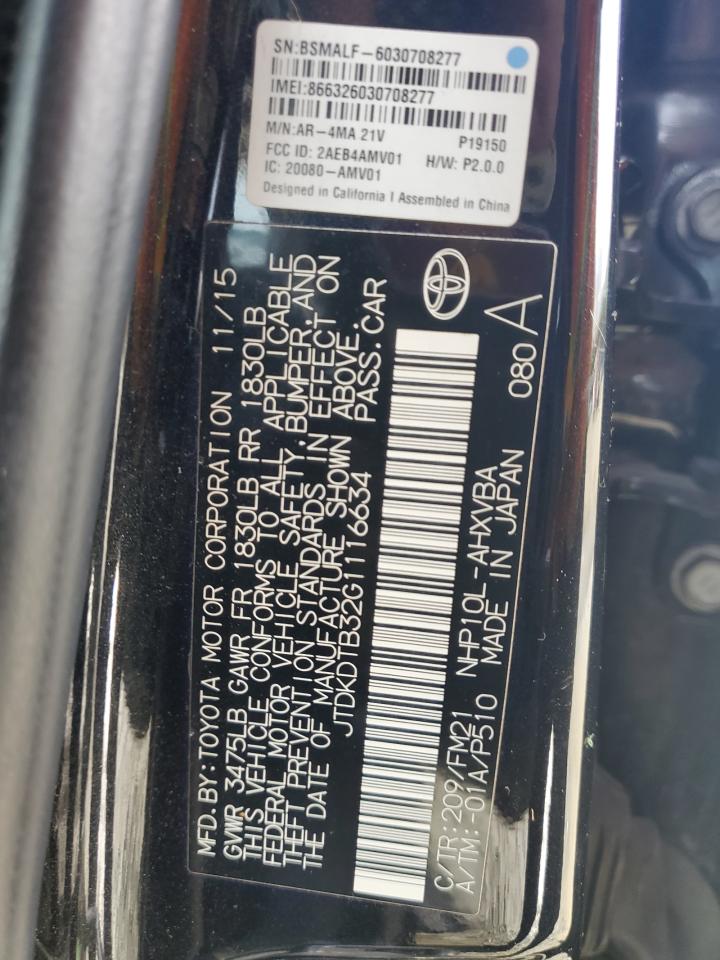 SN:BSMALF-6030708277
IMEI:866326030708277
M/N:AR-4MA 21V P19150
FCC ID: 2AEB4AMV01 H/W: P2.0.0
IC: 20080-AMV01
Designed in California I Assembled in China
MFD.BY:TOYOTA MOTOR CORPORATION 11/15
GVWR 3475LB GAWR FR 1830LB RR 1830LB
THIS VEHICLE CONFORMS TO ALL APPLICABLE
FEDERAL MOTOR VEHICLE SAFETY,BUMPER,AND
THEFT PREVENTION STANDARDS IN EFFECT ON
THE DATE OF MANUFACTURE SHOWN ABOVE.
JTDKDTB32G1116634 PASS.CAR
C/TR:209/FM21 NHP10L-AHXVBA 080 A
A/TM:-01A/P510 MADE IN JAPAN